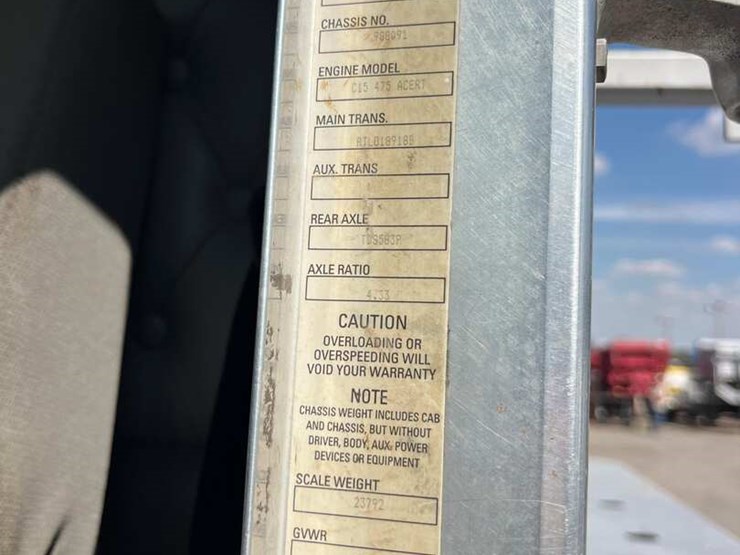 CHASSIS NO.
988091
ENGINE MODEL
C15 475 ACERT
MAIN TRANS.
RTLO18918B
AUX. TRANS
REAR AXLE
AXLE RATIO
4.33
CAUTION
OVERLOADING OR
OVERSPEEDING WILL
VOID YOUR WARRANTY
NOTE
CHASSIS WEIGHT INCLUDES CAB
AND CHASSIS, BUT WITHOUT
DRIVER, BODY, AUX. POWER
DEVICES OR EQUIPMENT
SCALE WEIGHT
23792
GVWR